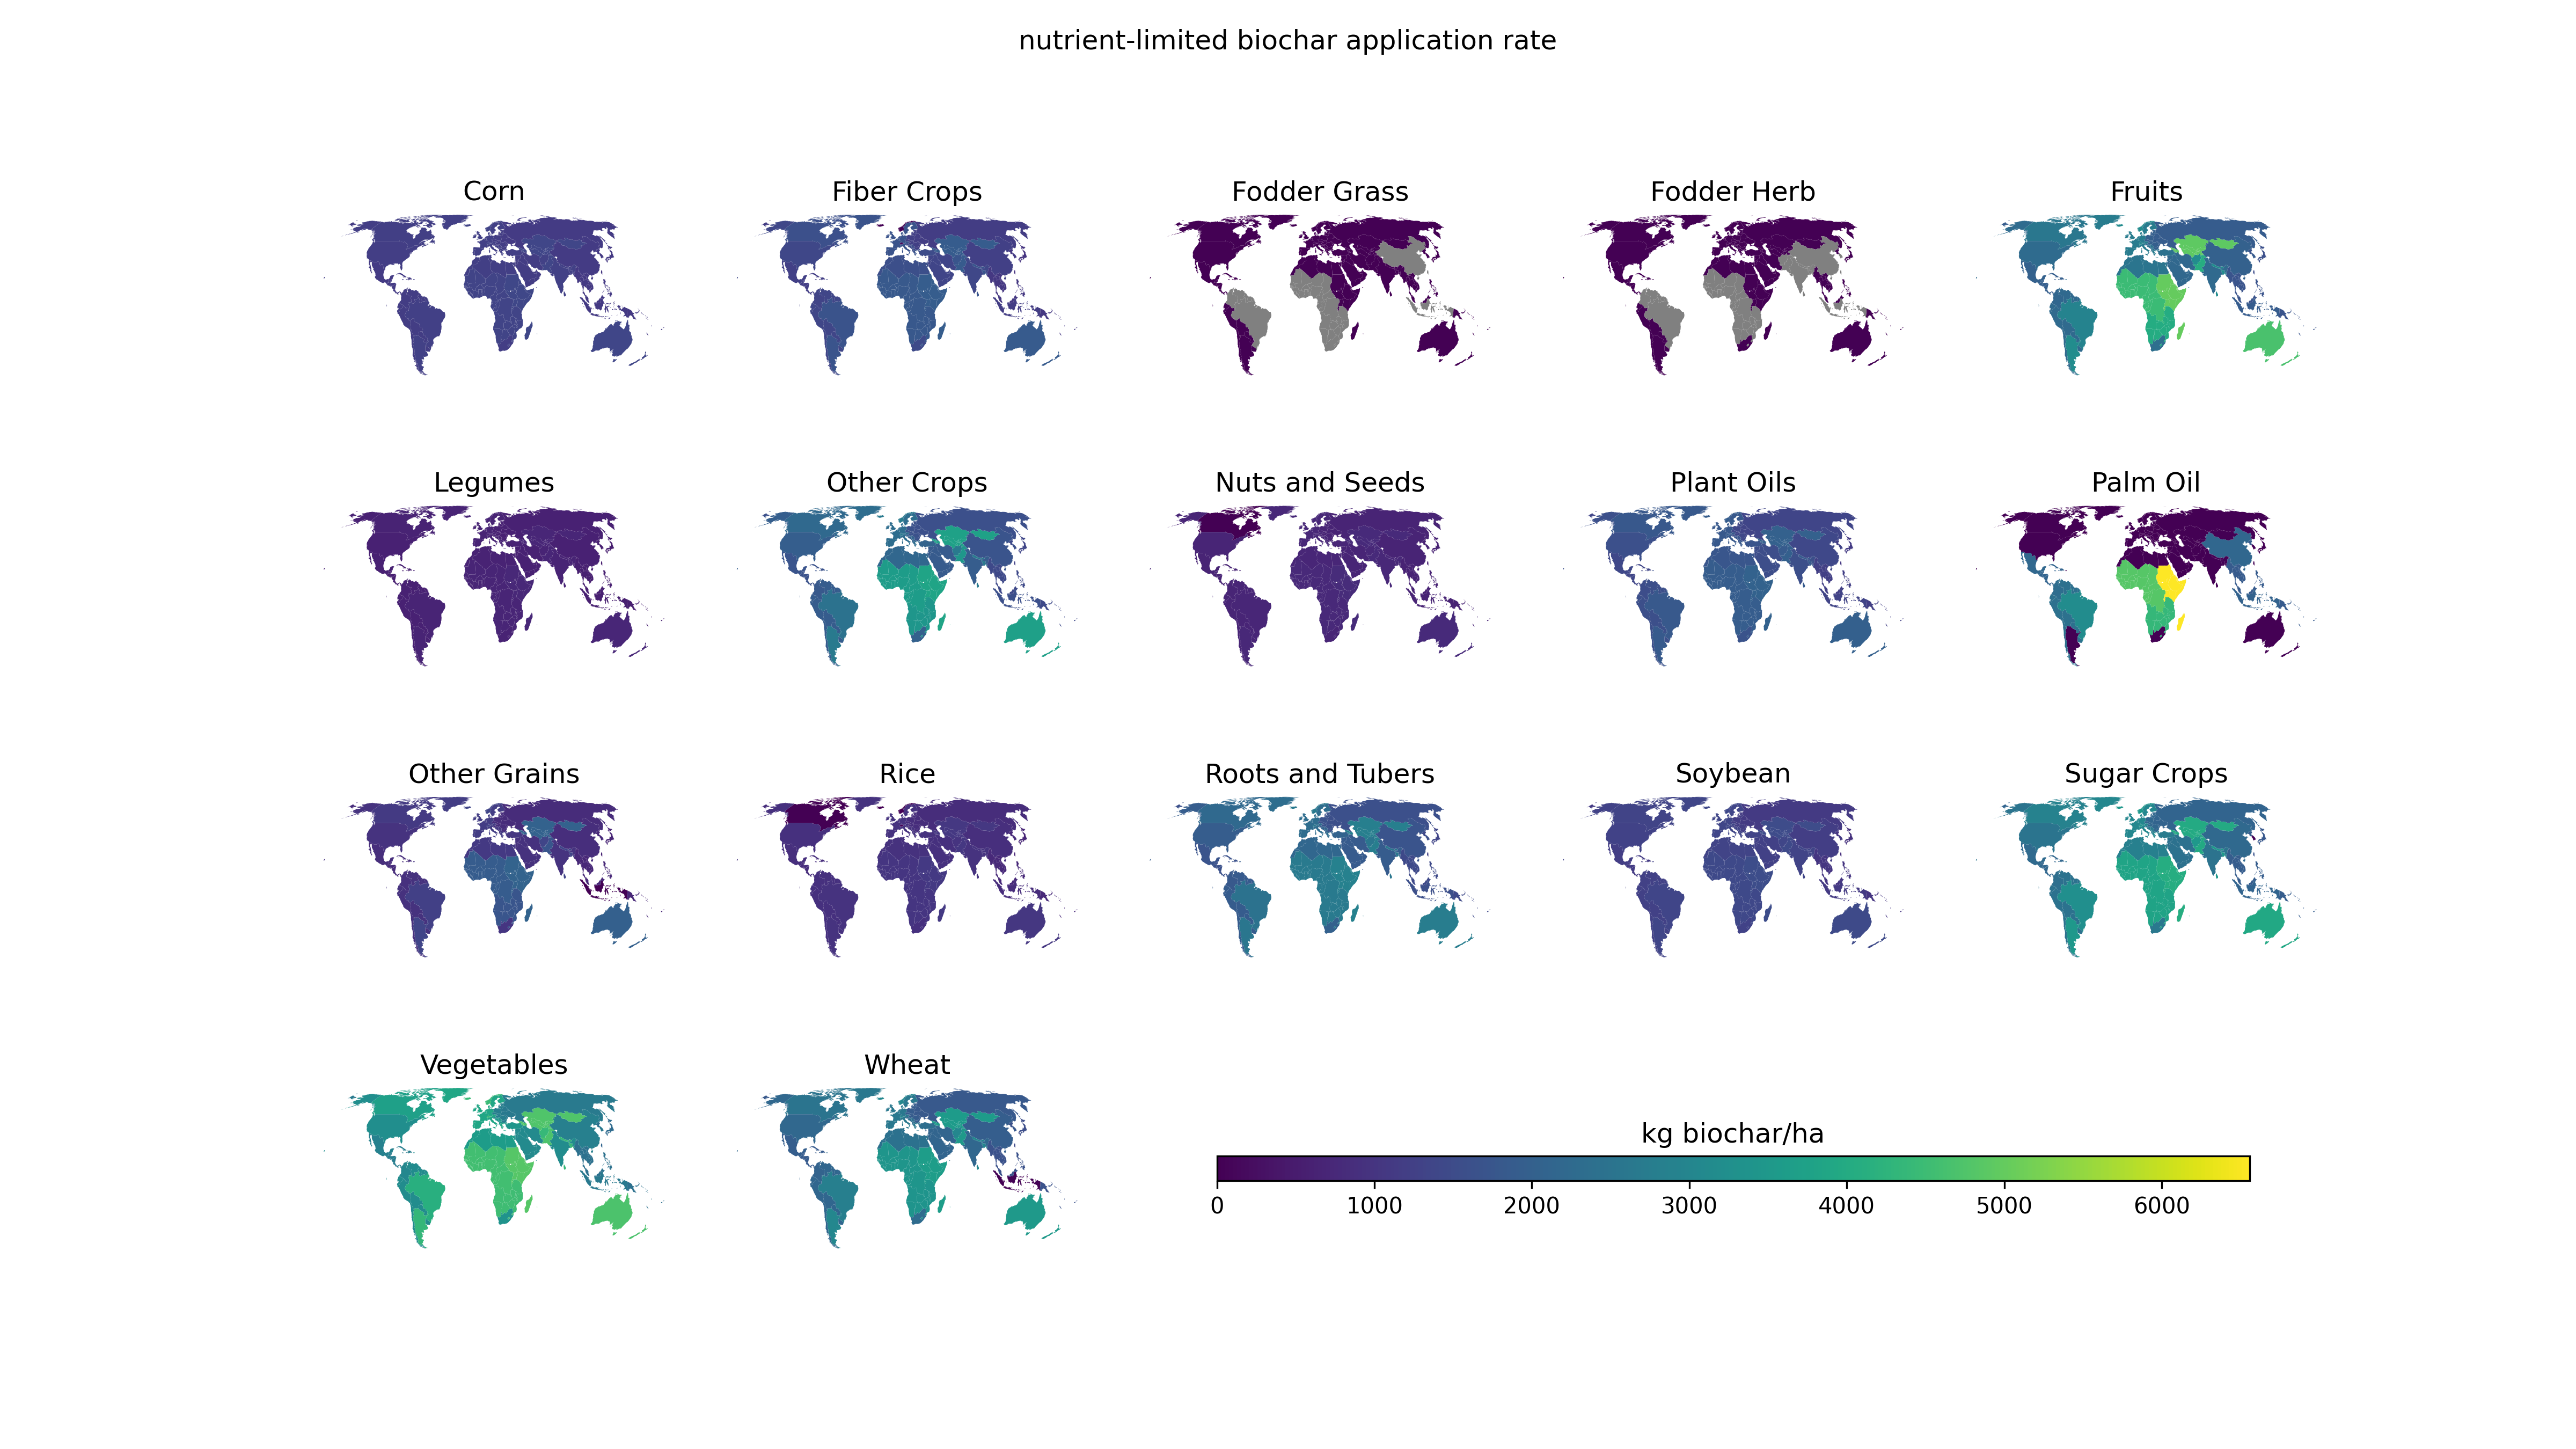 nutrient-limited biochar application rate
Corn
Fiber Crops
Fodder Grass
Fodder Herb
Fruits
Legumes
Other Crops
Nuts and Seeds
Plant Oils
Palm Oil
Other Grains
Rice
Roots and Tubers
Soybean
Sugar Crops
Vegetables
Wheat
kg biochar/ha
0 1000 2000 3000 4000 5000 6000